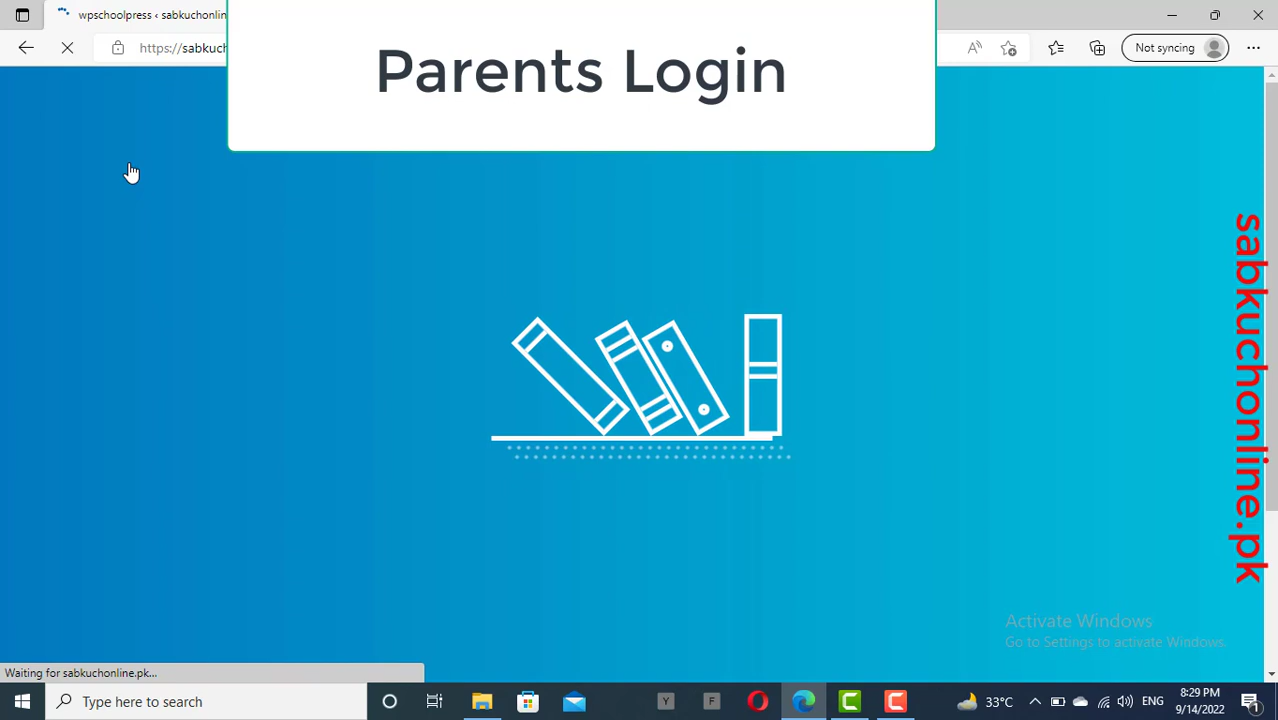 wpschoolpress ‹ sabkuchonlin
https://sabkuch
Not syncing
Parents Login
sabkuchonline.pk
Activate Windows
Go to Settings to activate Windows.
Waiting for sabkuchonline.pk...
Type here to search
Y
F
33°C
ENG
8:29 PM
9/14/2022
1